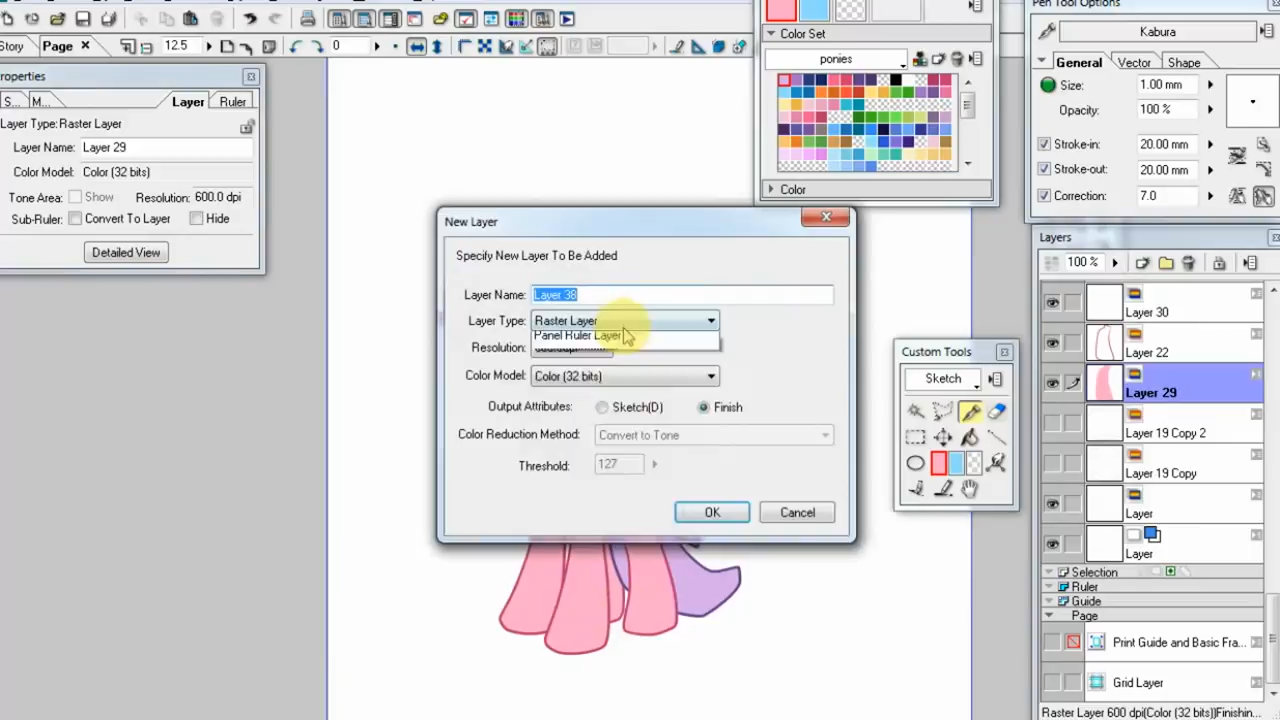 Pen Tool Options
Kabura
General Vector Shape
Size: 1.00 mm
Opacity: 100 %
Stroke-in: 20.00 mm
Stroke-out: 20.00 mm
Correction: 7.0
Color Set
ponies
Color
Story Page 12.5 0
roperties
S... M... Layer Ruler
Layer Type: Raster Layer
Layer Name: Layer 29
Color Model: Color (32 bits)
Tone Area: Show Resolution: 600.0 dpi
Sub-Ruler: Convert To Layer Hide
Detailed View
New Layer
Specify New Layer To Be Added
Layer Name: Layer 38
Layer Type: Raster Layer
Panel Ruler Layer
Resolution:
Color Model: Color (32 bits)
Output Attributes: Sketch(D) Finish
Color Reduction Method: Convert to Tone
Threshold: 127
OK Cancel
Custom Tools
Sketch
Layers
100 %
Layer 30
Layer 22
Layer 29
Layer 19 Copy 2
Layer 19 Copy
Layer
Layer
Selection
Ruler
Guide
Page
Print Guide and Basic Fra...
Grid Layer
Raster Layer 600 dpi(Color (32 bits))Finishin...